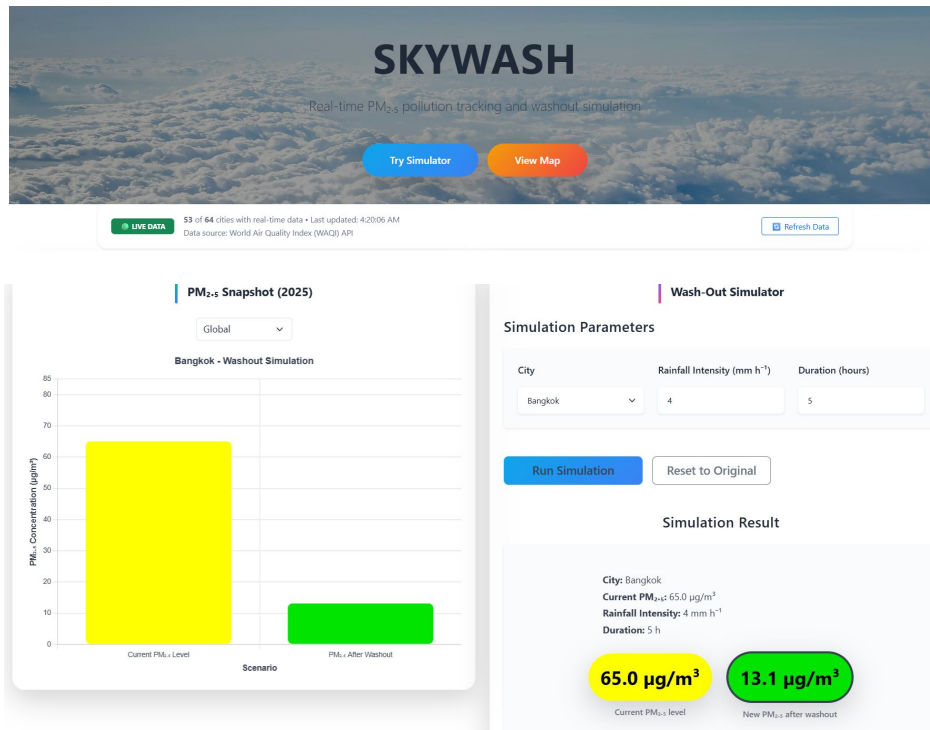 SKYWASH
Real-time PM₂.₅ pollution tracking and washout simulation
Try Simulator
View Map
LIVE DATA
53 of 64 cities with real-time data • Last updated: 4:20:06 AM
Data source: World Air Quality Index (WAQI) API
Refresh Data
PM₂.₅ Snapshot (2025)
Global
Bangkok - Washout Simulation
PM₂.₅ Concentration (µg/m³)
85
80
70
60
50
40
30
20
10
0
Current PM₂.₅ Level
PM₂.₅ After Washout
Scenario
Wash-Out Simulator
Simulation Parameters
City
Rainfall Intensity (mm h⁻¹)
Duration (hours)
Bangkok
4
5
Run Simulation
Reset to Original
Simulation Result
City: Bangkok
Current PM₂.₅: 65.0 µg/m³
Rainfall Intensity: 4 mm h⁻¹
Duration: 5 h
65.0 µg/m³
13.1 µg/m³
Current PM₂.₅ level
New PM₂.₅ after washout